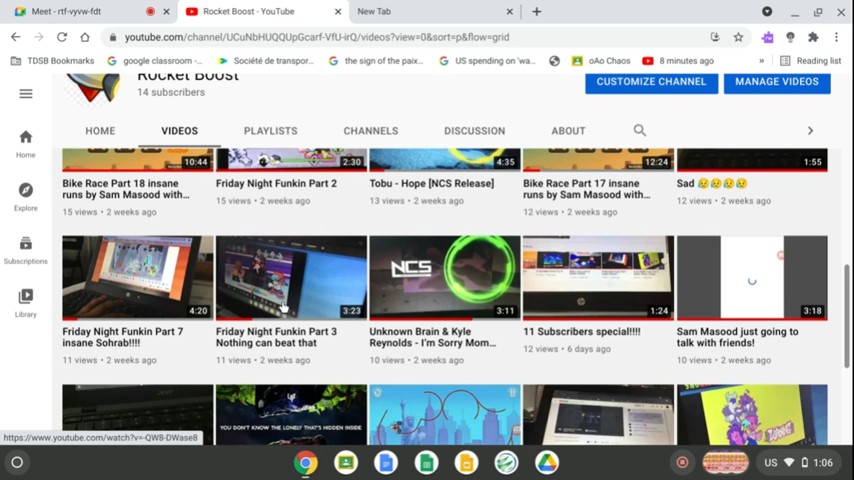 Meet - rtf-vyvw-fdt
Rocket Boost - YouTube
New Tab
youtube.com/channel/UCuNbHUQQUpGcarf-VfU-irQ/videos?view=0&sort=p&flow=grid
TDSB Bookmarks
google classroom -...
Société de transpor...
the sign of the paix...
US spending on 'wa...
oAo Chaos
8 minutes ago
»
Reading list
Rocket Boost
14 subscribers
CUSTOMIZE CHANNEL
MANAGE VIDEOS
HOME
VIDEOS
PLAYLISTS
CHANNELS
DISCUSSION
ABOUT
Home
Explore
Subscriptions
Library
10:44
2:30
4:35
12:24
1:55
Bike Race Part 18 insane
runs by Sam Masood with...
15 views • 2 weeks ago
Friday Night Funkin Part 2
15 views • 2 weeks ago
Tobu - Hope [NCS Release]
13 views • 2 weeks ago
Bike Race Part 17 insane
runs by Sam Masood with...
12 views • 2 weeks ago
Sad 😥😥😥😥
12 views • 2 weeks ago
4:20
3:23
NCS
3:11
1:24
3:18
Friday Night Funkin Part 7
insane Sohrab!!!!
11 views • 2 weeks ago
Friday Night Funkin Part 3
Nothing can beat that
11 views • 2 weeks ago
Unknown Brain & Kyle
Reynolds - I'm Sorry Mom...
10 views • 2 weeks ago
11 Subscribers special!!!!
12 views • 6 days ago
Sam Masood just going to
talk with friends!
10 views • 2 weeks ago
YOU DON'T KNOW THE LONELY THAT'S HIDDEN INSIDE
https://www.youtube.com/watch?v=-QW8-DWase8
US
1:06